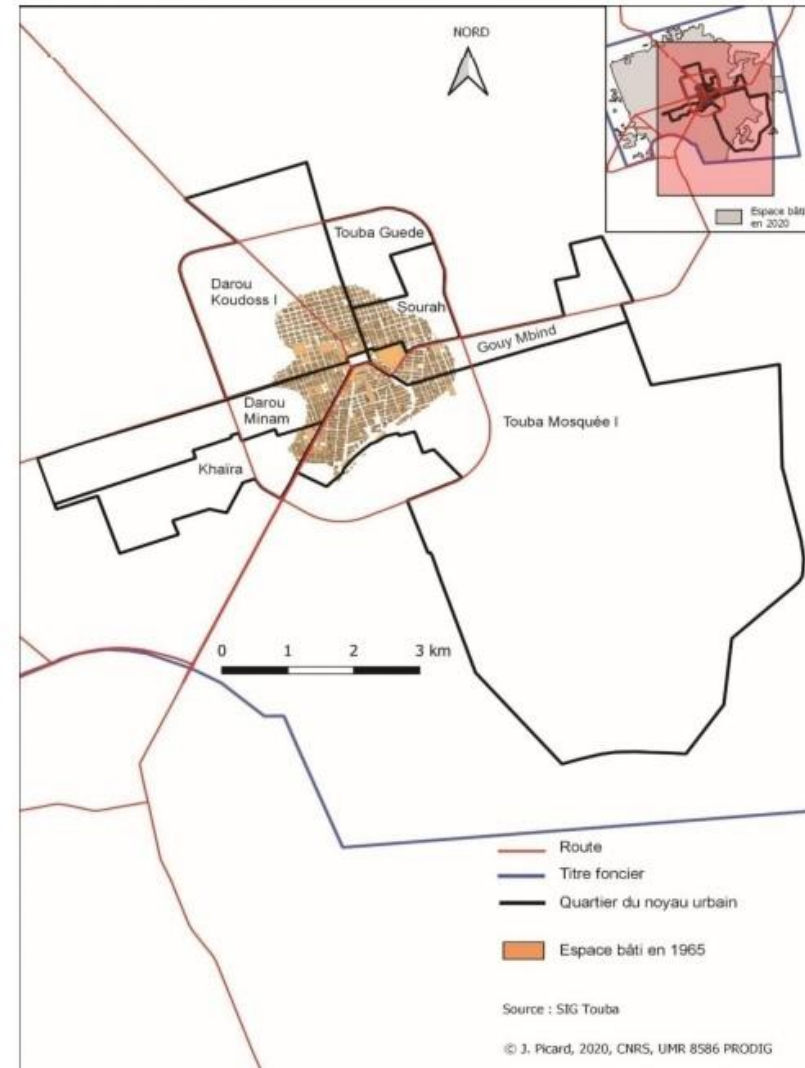 NORD
Espace bâti
en 2020
Touba Guede
Darou
Koudoss I
Sourah
Gouy Mbind
Darou
Minam
Touba Mosquée I
Khaïra
0 1 2 3 km
Route
Titre foncier
Quartier du noyau urbain
Espace bâti en 1965
Source : SIG Touba
© J. Picard, 2020, CNRS, UMR 8586 PRODIG